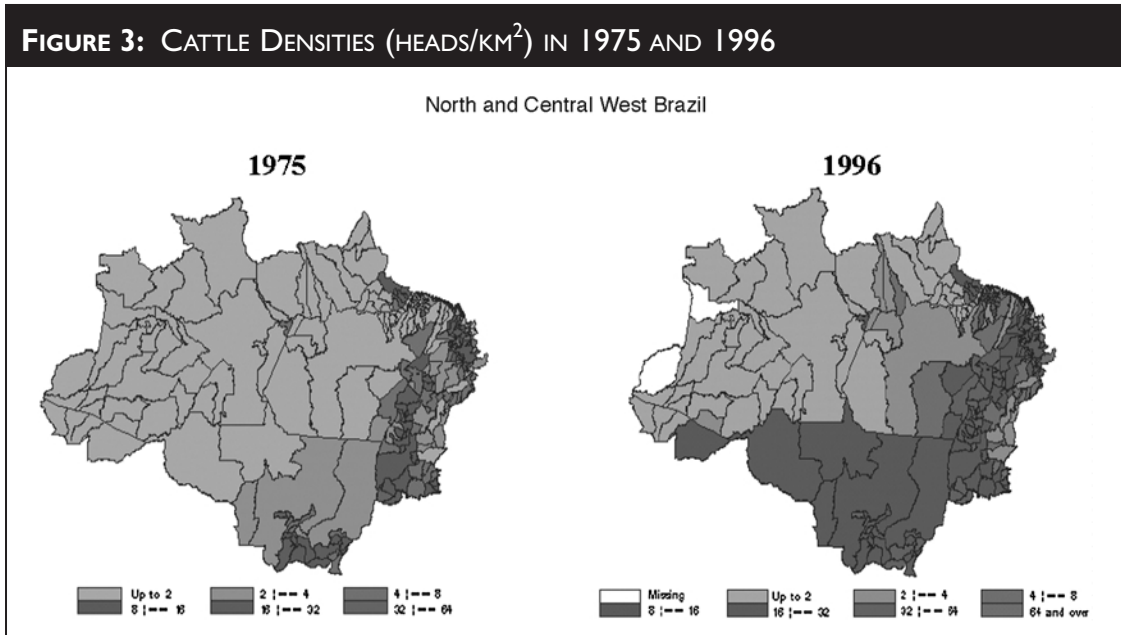 FIGURE 3: CATTLE DENSITIES (HEADS/KM²) IN 1975 AND 1996
North and Central West Brazil
1975 1996
Up to 2 2 ¦-- 4 4 ¦-- 8
8 ¦-- 16 16 ¦-- 32 32 ¦-- 64
Missing Up to 2 2 ¦-- 4 4 ¦-- 8
8 ¦-- 16 16 ¦-- 32 32 ¦-- 64 64 and over